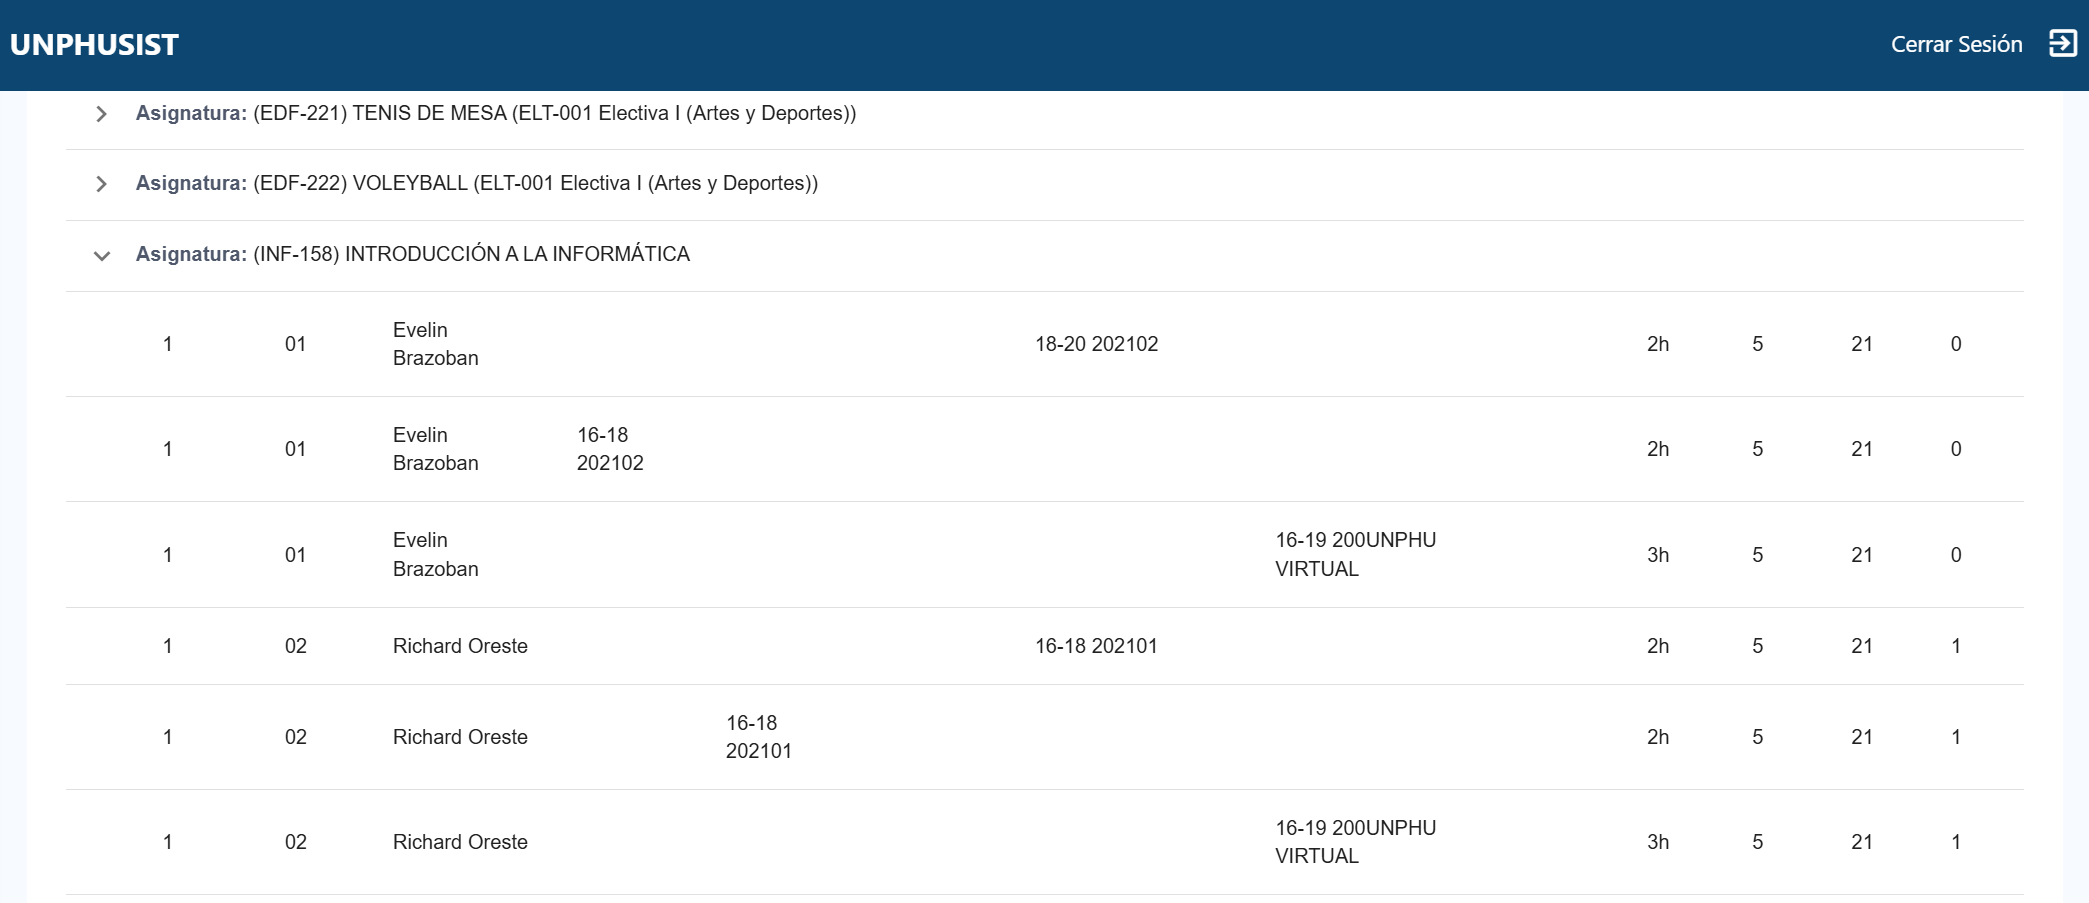 UNPHUSIST
Cerrar Sesión
Asignatura: (EDF-221) TENIS DE MESA (ELT-001 Electiva I (Artes y Deportes))
Asignatura: (EDF-222) VOLEYBALL (ELT-001 Electiva I (Artes y Deportes))
Asignatura: (INF-158) INTRODUCCIÓN A LA INFORMÁTICA
1 01 Evelin Brazoban 18-20 202102 2h 5 21 0
1 01 Evelin Brazoban 16-18 202102 2h 5 21 0
1 01 Evelin Brazoban 16-19 200UNPHU VIRTUAL 3h 5 21 0
1 02 Richard Oreste 16-18 202101 2h 5 21 1
1 02 Richard Oreste 16-18 202101 2h 5 21 1
1 02 Richard Oreste 16-19 200UNPHU VIRTUAL 3h 5 21 1